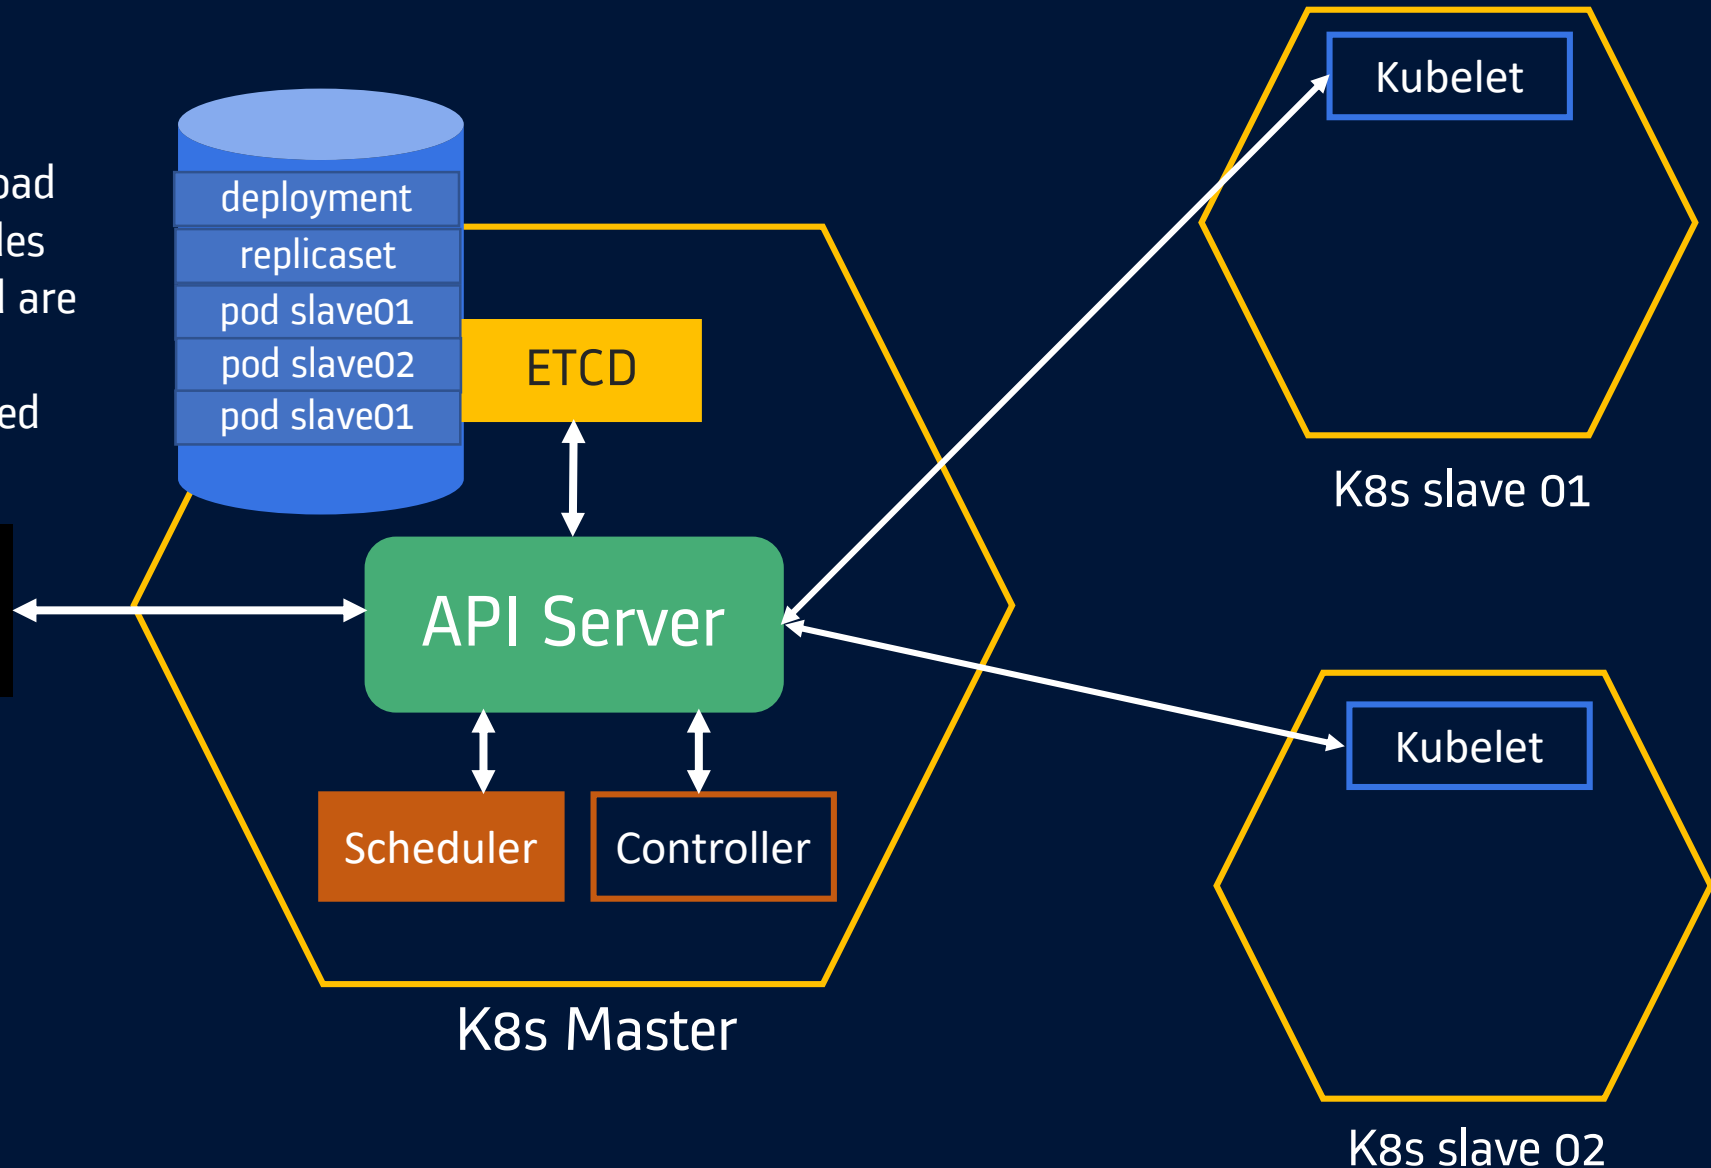 deployment
replicaset
are
pod slave01
pod slave02
pod slave01
ETCD
API Server
Scheduler
Controller
K8s Master
Kubelet
K8s slave 01
Kubelet
K8s slave 02